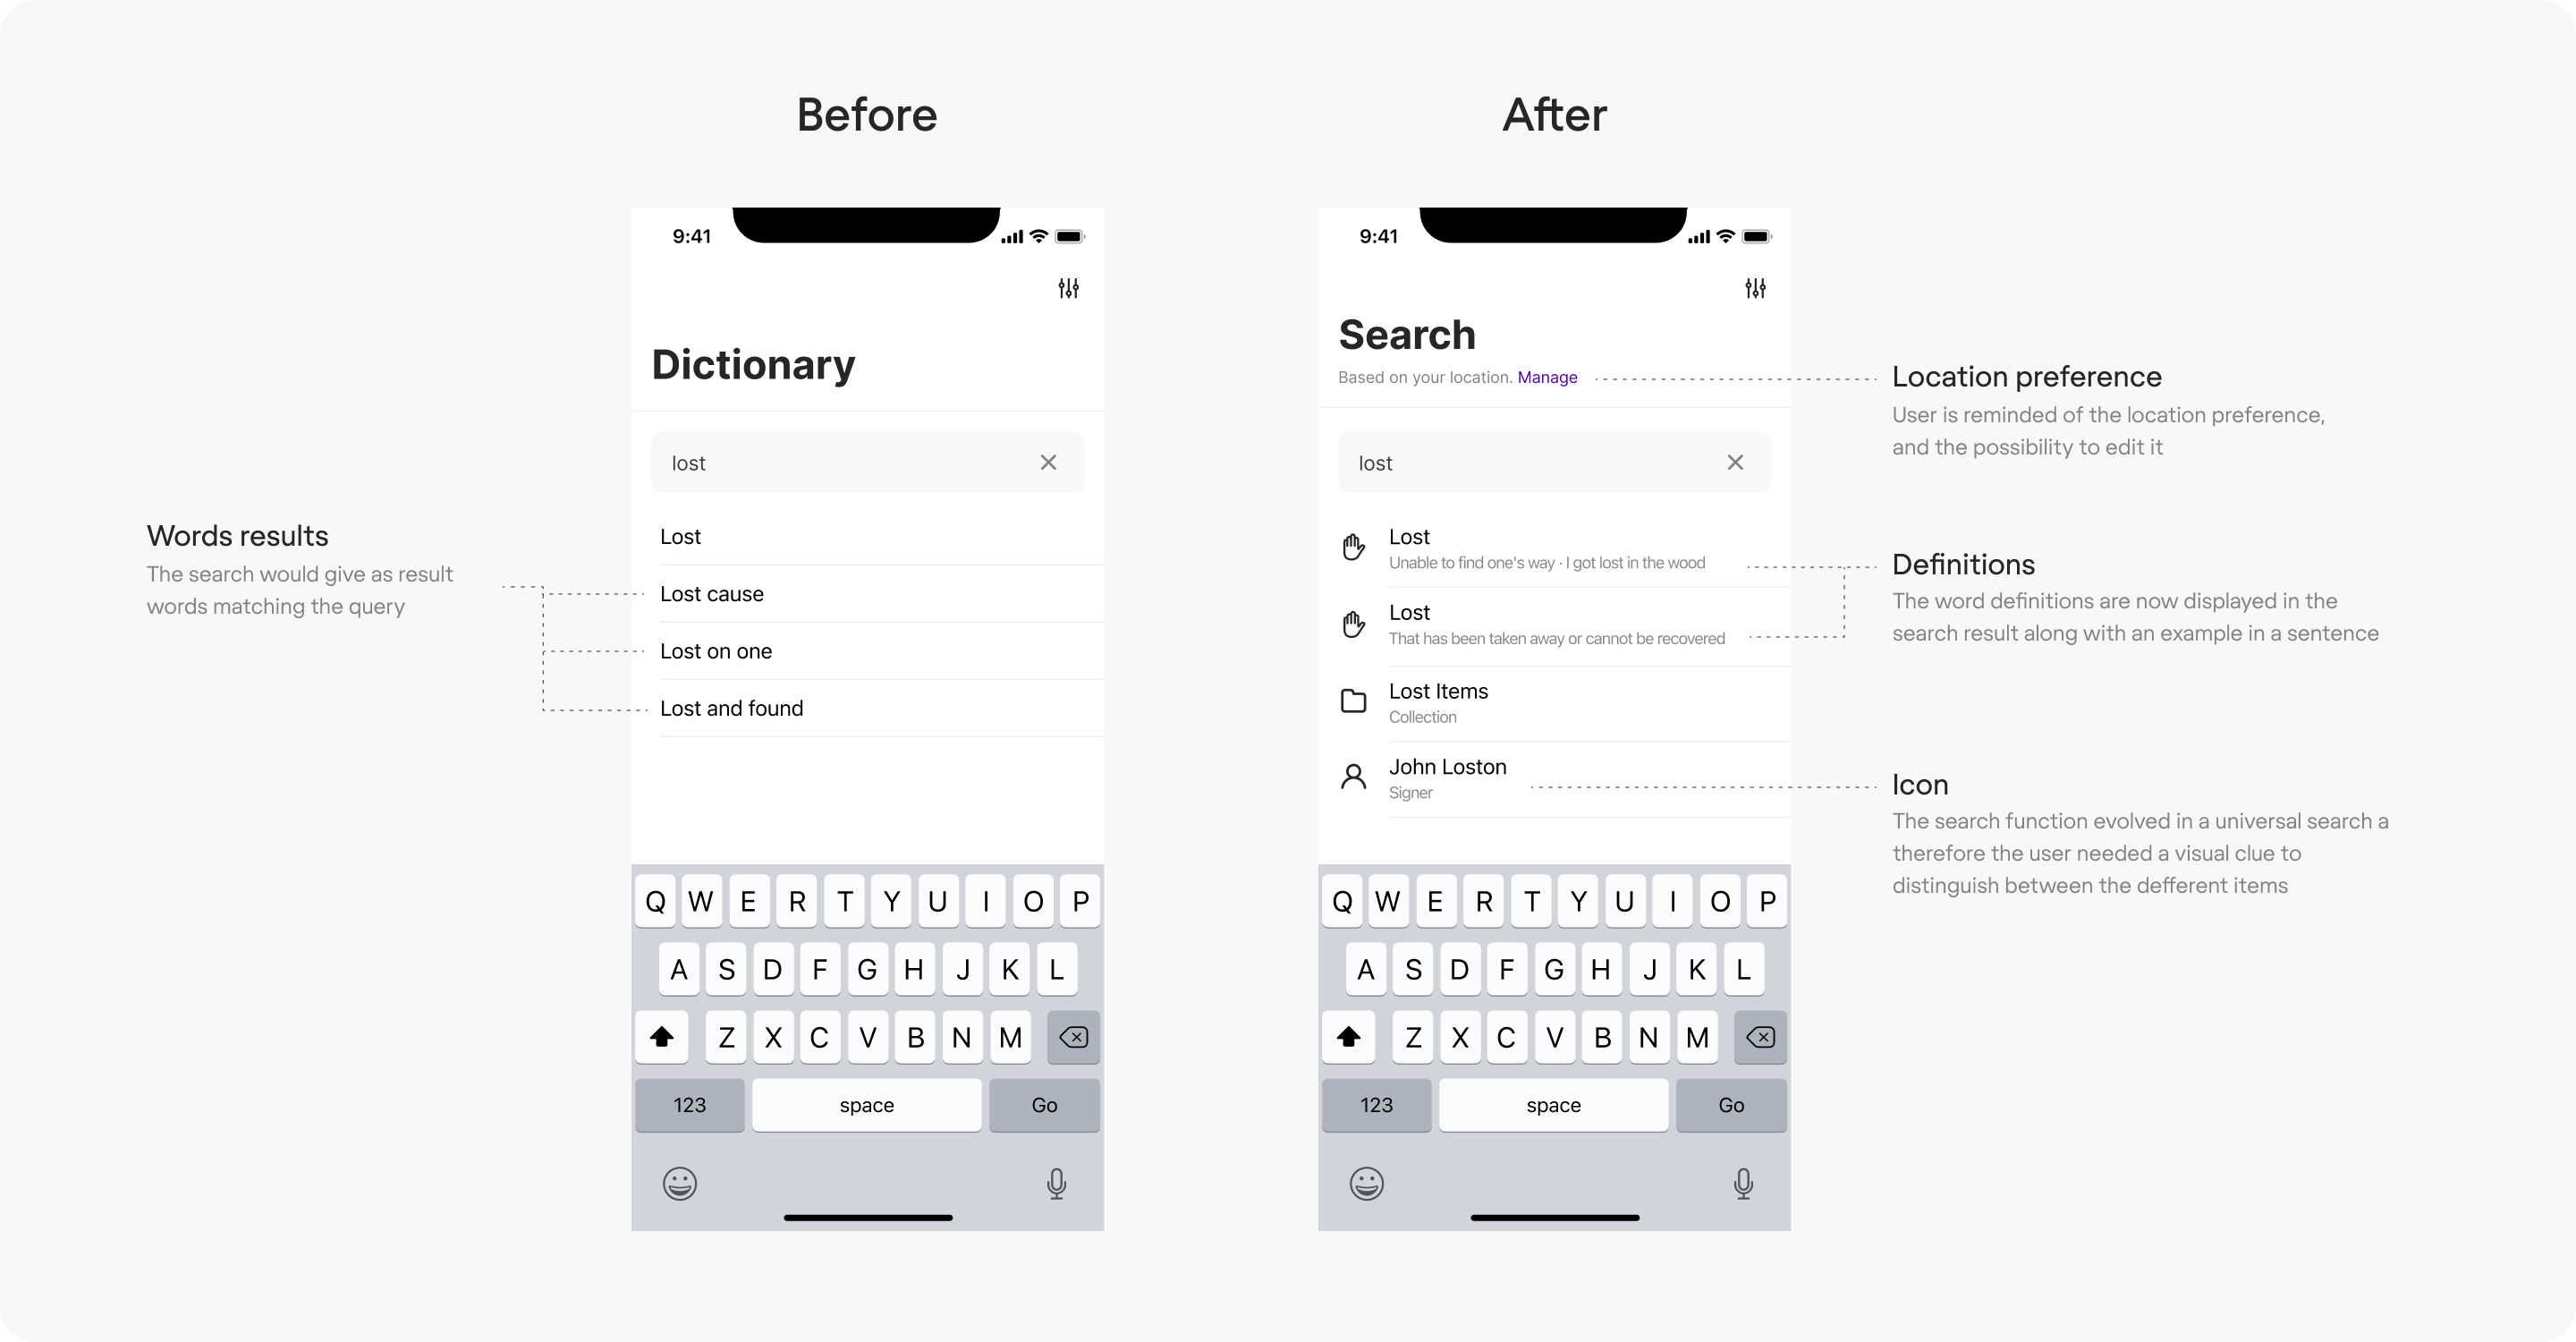 Before
After
9:41
Dictionary
lost
Lost
Lost cause
Lost on one
Lost and found
Q W E R T Y U I O P
A S D F G H J K L
Z X C V B N M
123 space Go
Words results
The search would give as result
words matching the query
9:41
Search
Based on your location. Manage
lost
Lost
Unable to find one's way · I got lost in the wood
Lost
That has been taken away or cannot be recovered
Lost Items
Collection
John Loston
Signer
Q W E R T Y U I O P
A S D F G H J K L
Z X C V B N M
123 space Go
Location preference
User is reminded of the location preference,
and the possibility to edit it
Definitions
The word definitions are now displayed in the
search result along with an example in a sentence
Icon
The search function evolved in a universal search a
therefore the user needed a visual clue to
distinguish between the defferent items